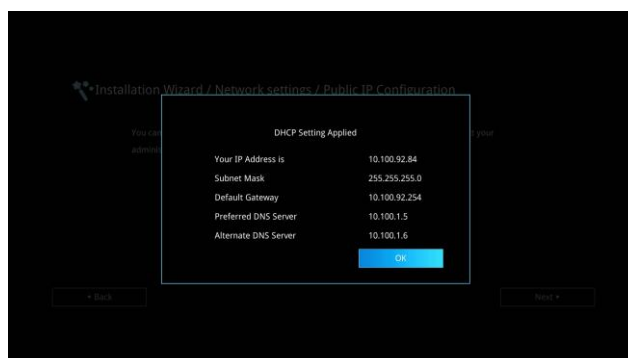 Installation Wizard / Network settings / Public IP Configuration
You can
t your
adminis
DHCP Setting Applied
Your IP Address is 10.100.92.84
Subnet Mask 255.255.255.0
Default Gateway 10.100.92.254
Preferred DNS Server 10.100.1.5
Alternate DNS Server 10.100.1.6
OK
Back
Next